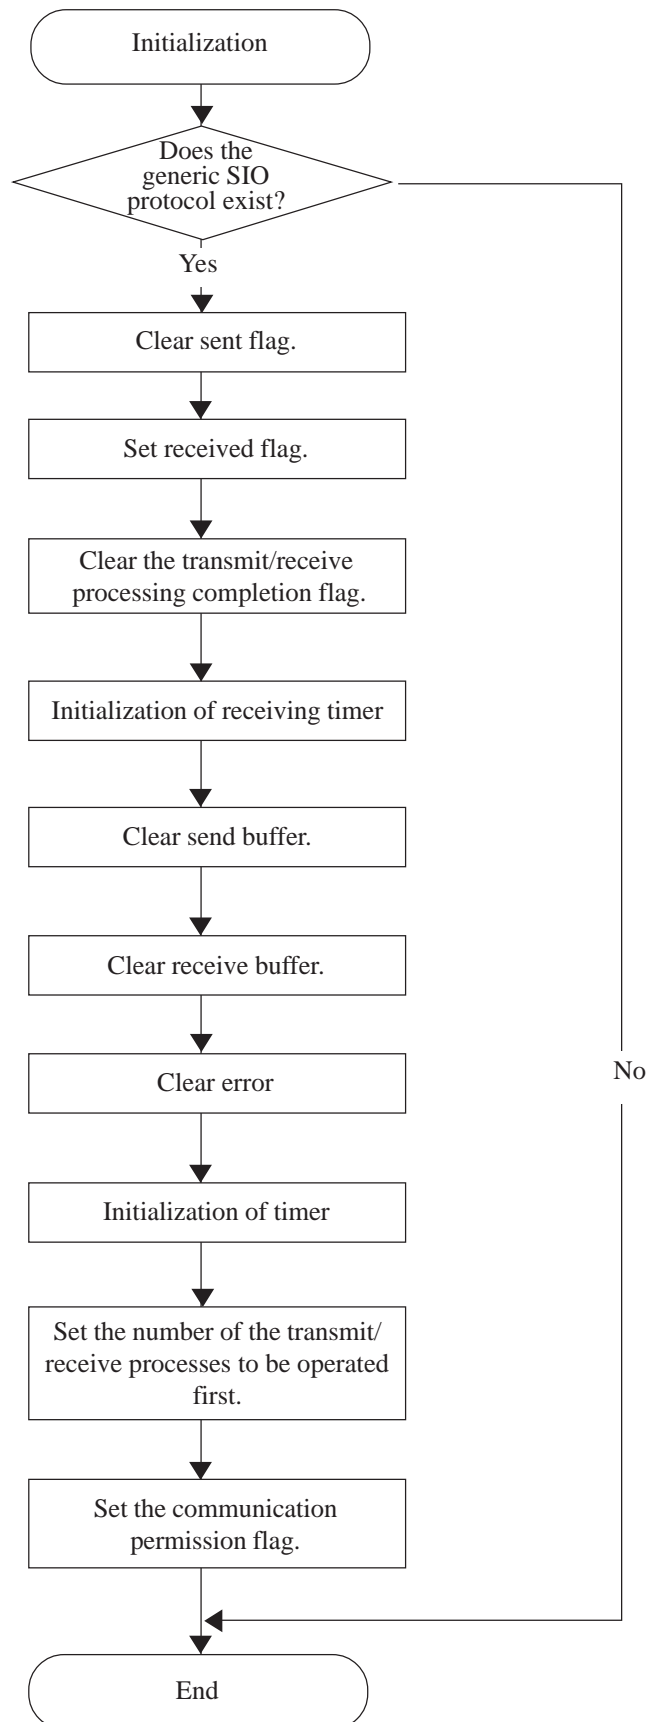 Initialization
Does the
generic SIO
protocol exist?
Yes
Clear sent flag.
Set received flag.
Clear the transmit/receive
processing completion flag.
Initialization of receiving timer
Clear send buffer.
Clear receive buffer.
No
Clear error
Initialization of timer
Set the number of the transmit/
receive processes to be operated
first.
Set the communication
permission flag.
End